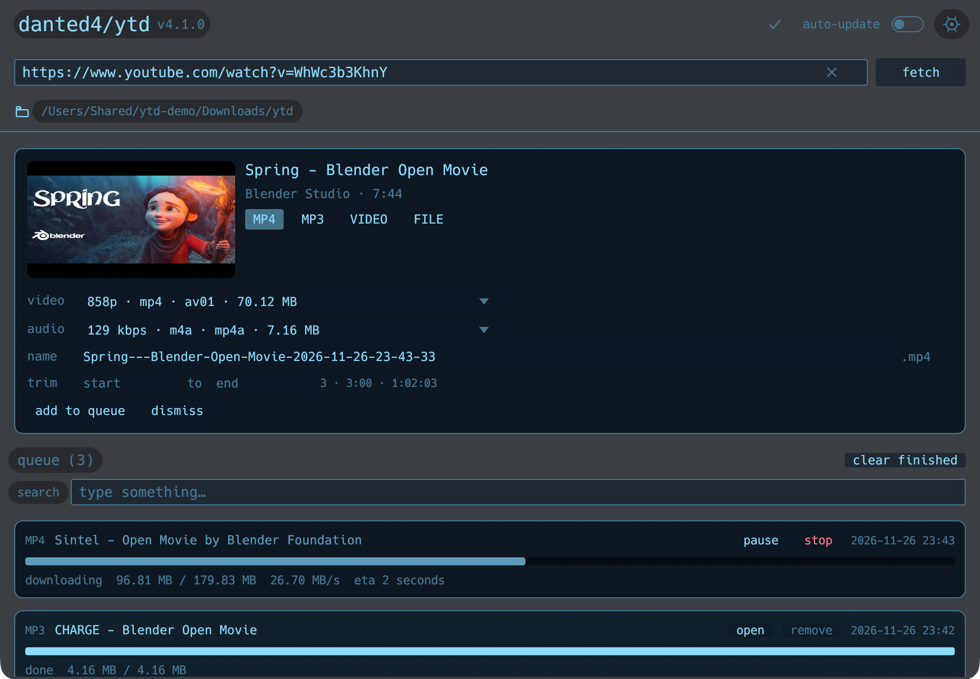 danted4/ytd v4.1.0 auto-update
https://www.youtube.com/watch?v=WhWc3b3KhnY fetch
/Users/Shared/ytd-demo/Downloads/ytd
SPRING
blender
Spring - Blender Open Movie
Blender Studio · 7:44
MP4 MP3 VIDEO FILE
video 858p · mp4 · av01 · 70.12 MB
audio 129 kbps · m4a · mp4a · 7.16 MB
name Spring---Blender-Open-Movie-2026-11-26-23-43-33 .mp4
trim start to end 3 · 3:00 · 1:02:03
add to queue dismiss
queue (3) clear finished
search type something…
MP4 Sintel - Open Movie by Blender Foundation pause stop 2026-11-26 23:43
downloading 96.81 MB / 179.83 MB 26.70 MB/s eta 2 seconds
MP3 CHARGE - Blender Open Movie open remove 2026-11-26 23:42
done 4.16 MB / 4.16 MB